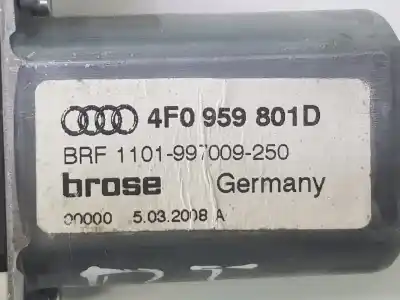 4F0 959 801D
BRF 1101-997009-250
brose Germany
00000 5.03.2008 A